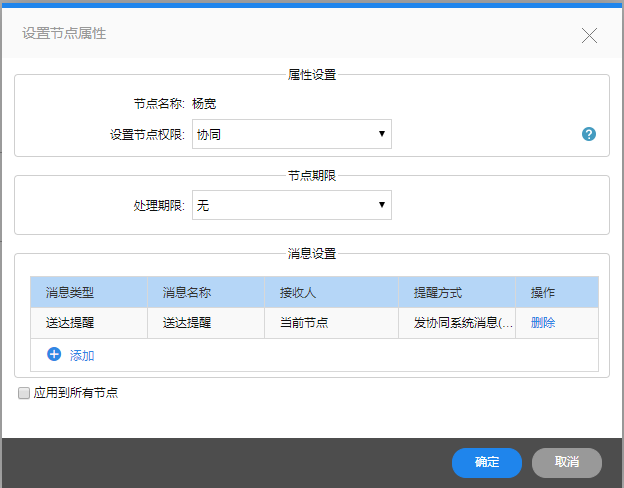 设置节点属性
属性设置
节点名称: 杨宽
设置节点权限: 协同
?
节点期限
处理期限: 无
消息设置
消息类型 消息名称 接收人 提醒方式 操作
送达提醒 送达提醒 当前节点 发协同系统消息(... 删除
添加
应用到所有节点
确定 取消